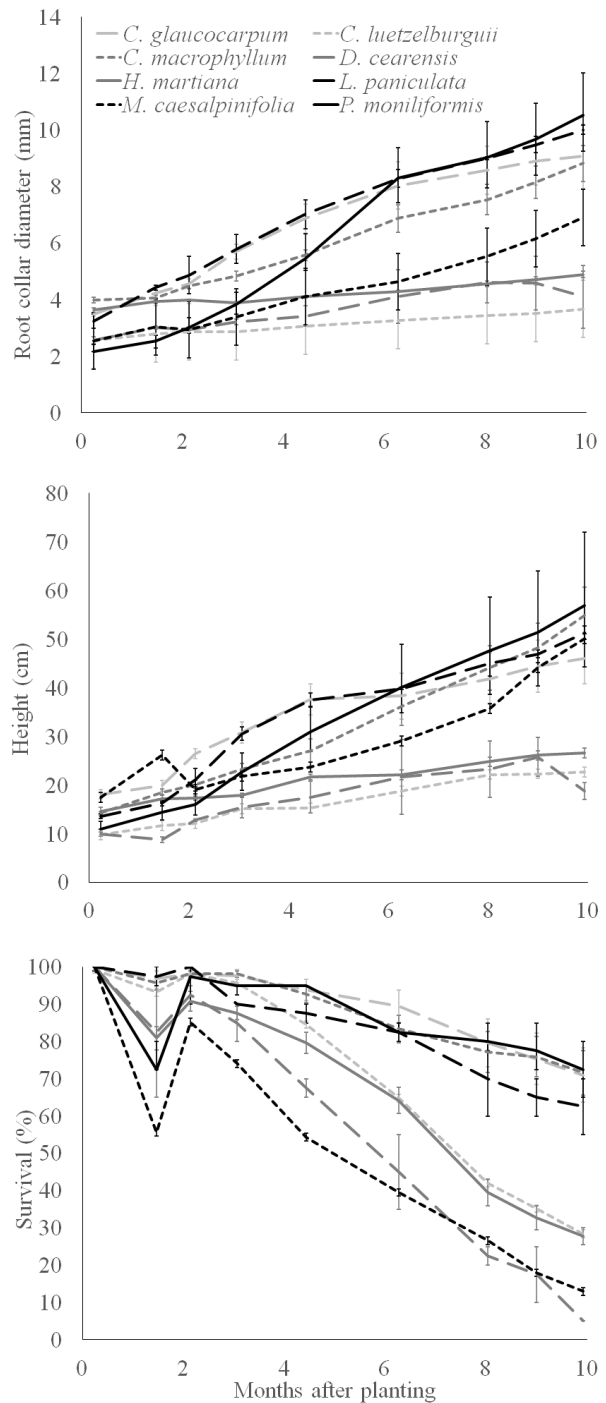 14
12
10
8
6
4
2
0
Root collar diameter (mm)
C. glaucocarpum C. luetzelburguii
C. macrophyllum D. cearensis
H. martiana L. paniculata
M. caesalpinifolia P. moniliformis
0 2 4 6 8 10
80
70
60
50
40
30
20
10
0
Height (cm)
0 2 4 6 8 10
100
90
80
70
60
50
40
30
20
10
0
Survival (%)
0 2 4 6 8 10
Months after planting